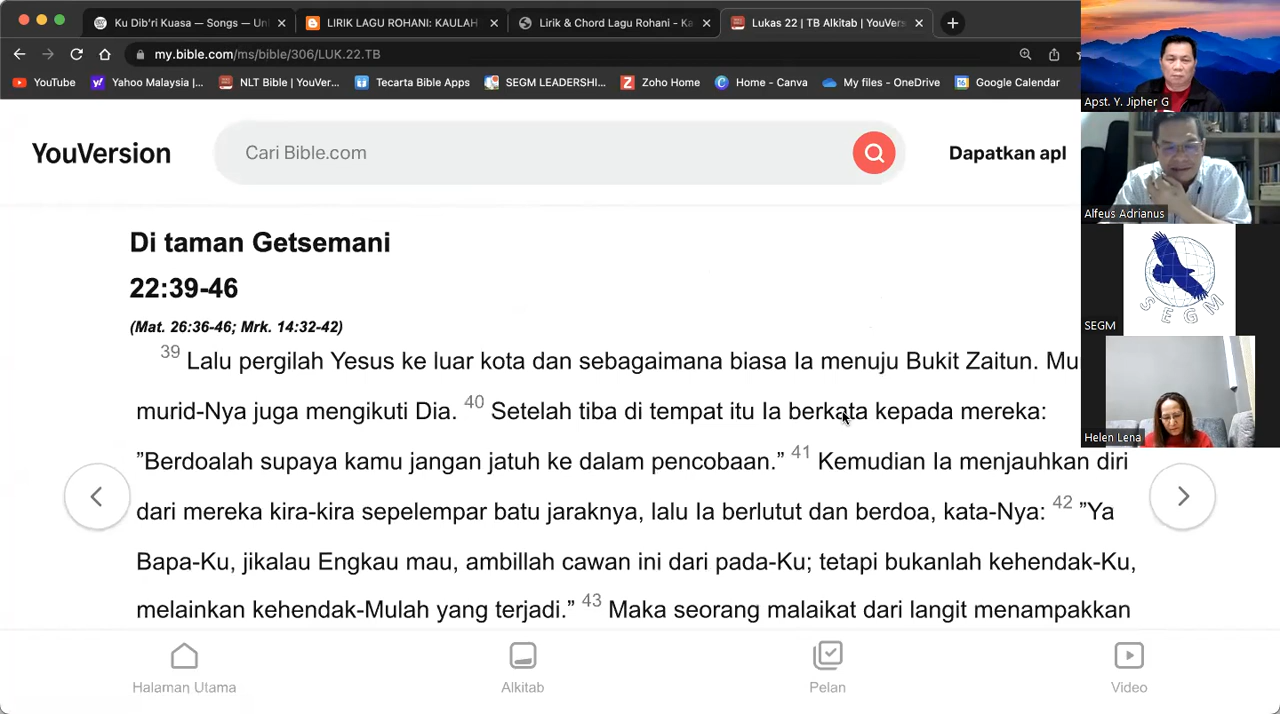 Ku Dib'ri Kuasa — Songs — Un
LIRIK LAGU ROHANI: KAULAH
Lirik & Chord Lagu Rohani - Ka
Lukas 22 | TB Alkitab | YouVers
my.bible.com/ms/bible/306/LUK.22.TB
YouTube
Yahoo Malaysia |...
NLT Bible | YouVer...
Tecarta Bible Apps
SEGM LEADERSHI...
Zoho Home
Home - Canva
My files - OneDrive
Google Calendar
YouVersion
Cari Bible.com
Dapatkan apl
Apst. Y. Jipher G
Alfeus Adrianus
SEGM
SEGM
Helen Lena
Di taman Getsemani
22:39-46
(Mat. 26:36-46; Mrk. 14:32-42)
39 Lalu pergilah Yesus ke luar kota dan sebagaimana biasa Ia menuju Bukit Zaitun. Mu
murid-Nya juga mengikuti Dia. 40 Setelah tiba di tempat itu Ia berkata kepada mereka:
”Berdoalah supaya kamu jangan jatuh ke dalam pencobaan.” 41 Kemudian Ia menjauhkan diri
dari mereka kira-kira sepelempar batu jaraknya, lalu Ia berlutut dan berdoa, kata-Nya: 42 ”Ya
Bapa-Ku, jikalau Engkau mau, ambillah cawan ini dari pada-Ku; tetapi bukanlah kehendak-Ku,
melainkan kehendak-Mulah yang terjadi.” 43 Maka seorang malaikat dari langit menampakkan
Halaman Utama
Alkitab
Pelan
Video